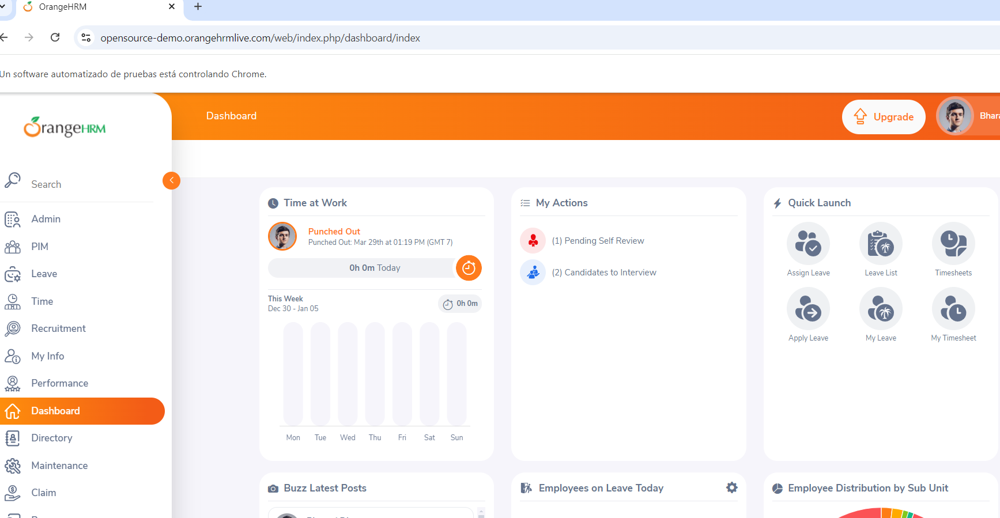 OrangeHRM
opensource-demo.orangehrmlive.com/web/index.php/dashboard/index
Un software automatizado de pruebas está controlando Chrome.
OrangeHRM
Dashboard
Upgrade
Search
Admin
PIM
Leave
Time
Recruitment
My Info
Performance
Dashboard
Directory
Maintenance
Claim
Time at Work
Punched Out
Punched Out: Mar 29th at 01:19 PM (GMT 7)
0h 0m Today
This Week
Dec 30 - Jan 05
0h 0m
Mon Tue Wed Thu Fri Sat Sun
My Actions
(1) Pending Self Review
(2) Candidates to Interview
Quick Launch
Assign Leave
Leave List
Timesheets
Apply Leave
My Leave
My Timesheet
Buzz Latest Posts
Employees on Leave Today
Employee Distribution by Sub Unit